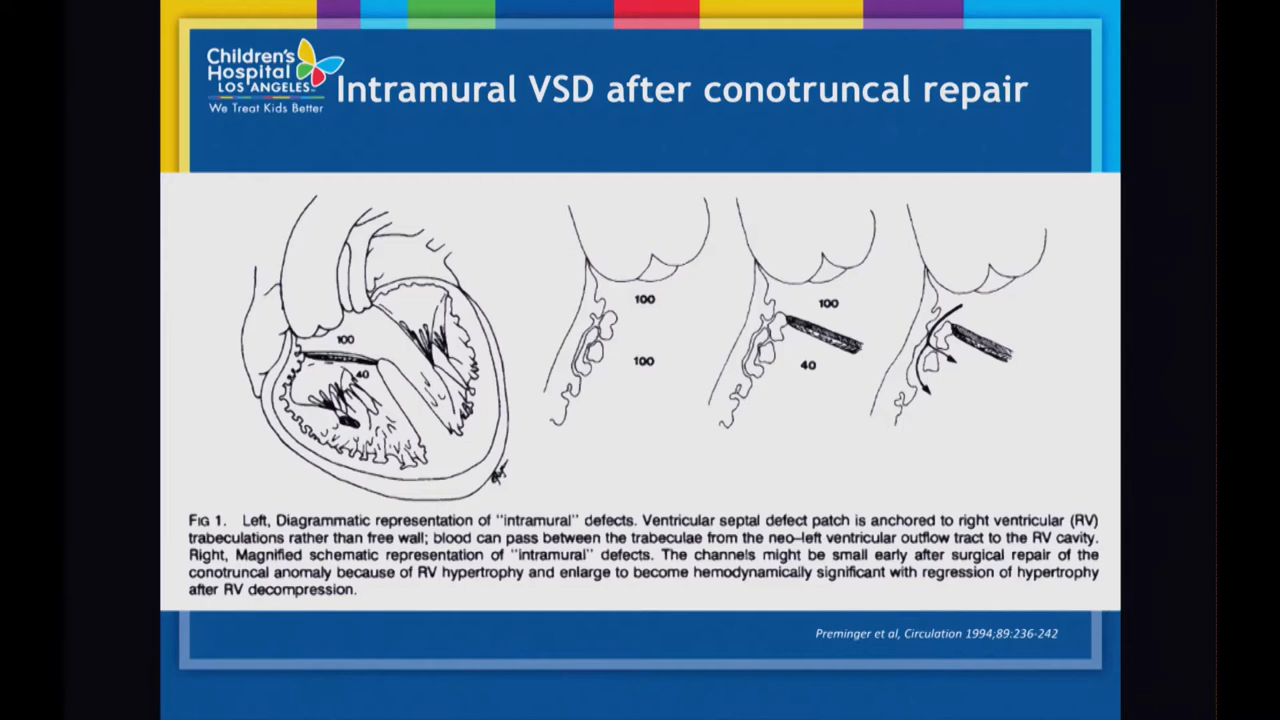 Children's
Hospital
LOS ANGELES
We Treat Kids Better
Intramural VSD after conotruncal repair
100
40
100
100
100
40
FIG 1. Left, Diagrammatic representation of "intramural" defects. Ventricular septal defect patch is anchored to right ventricular (RV)
trabeculations rather than free wall; blood can pass between the trabeculae from the neo–left ventricular outflow tract to the RV cavity.
Right, Magnified schematic representation of "intramural" defects. The channels might be small early after surgical repair of the
conotruncal anomaly because of RV hypertrophy and enlarge to become hemodynamically significant with regression of hypertrophy
after RV decompression.
Preminger et al, Circulation 1994;89:236-242